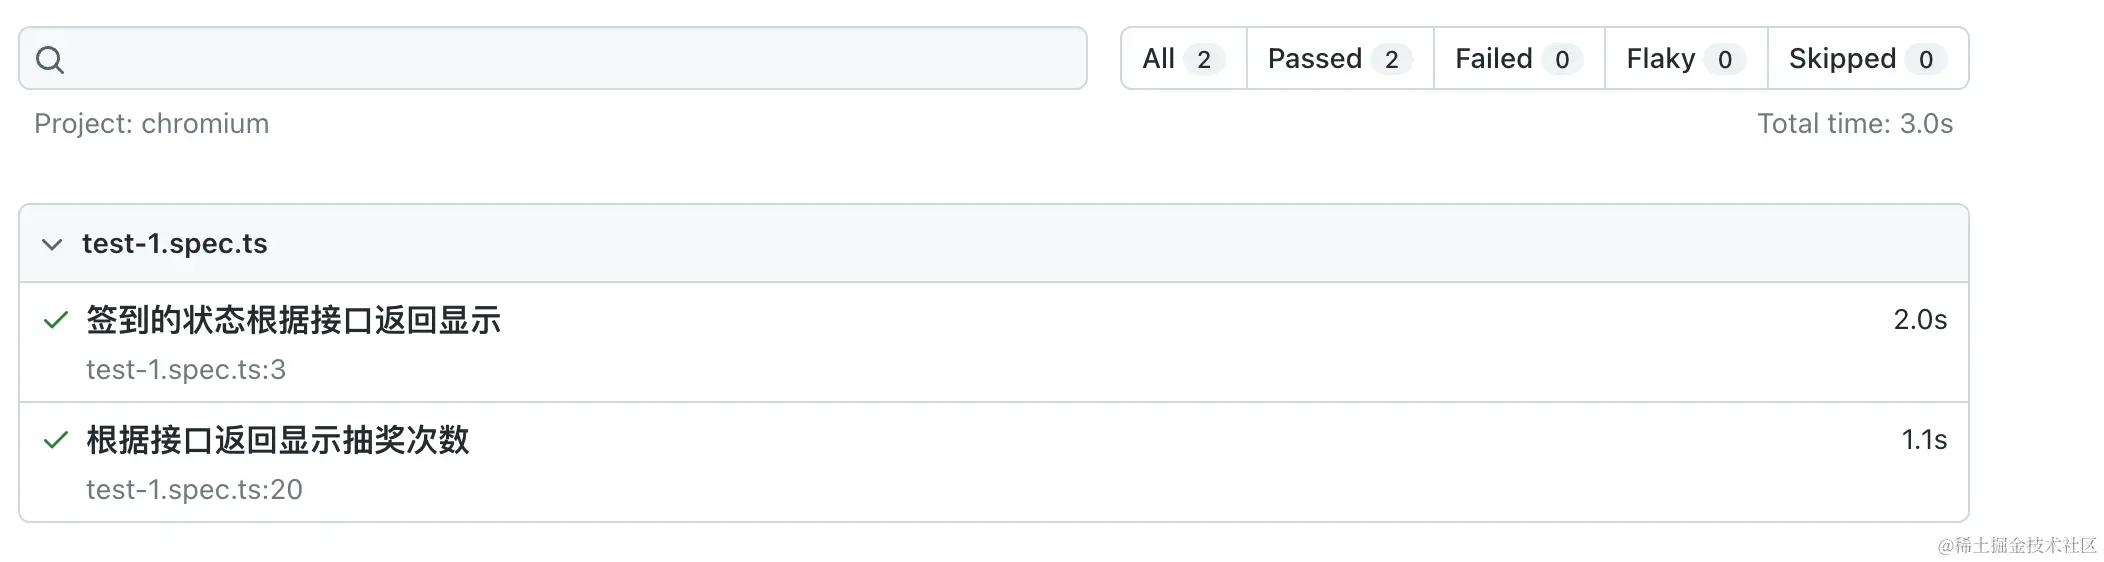 All 2 Passed 2 Failed 0 Flaky 0 Skipped 0
Project: chromium Total time: 3.0s
test-1.spec.ts
签到的状态根据接口返回显示 2.0s
test-1.spec.ts:3
根据接口返回显示抽奖次数 1.1s
test-1.spec.ts:20
@稀土掘金技术社区